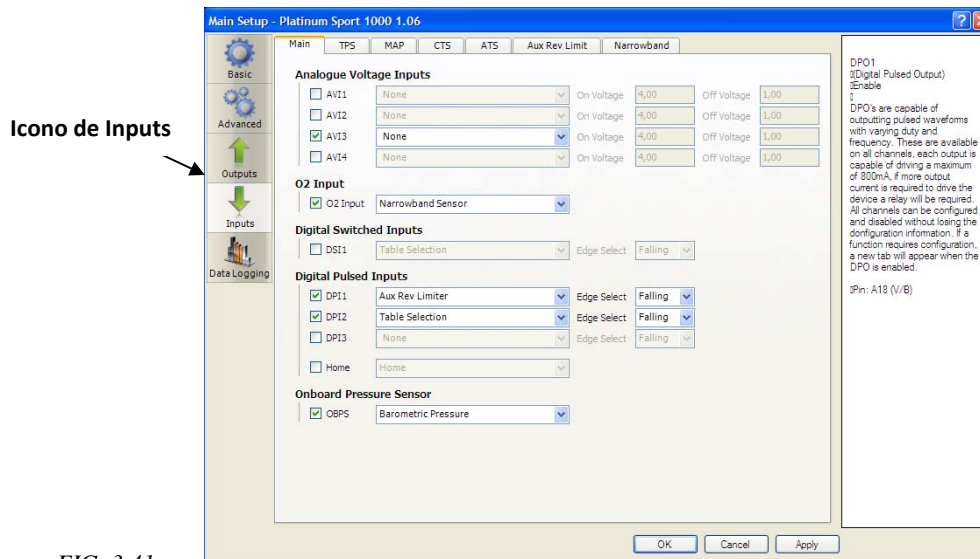 Main Setup - Platinum Sport 1000 1.06
Icono de Inputs
Basic
Advanced
Outputs
Inputs
Data Logging
Main TPS MAP CTS ATS Aux Rev Limit Narrowband
Analogue Voltage Inputs
AVI1 None On Voltage 4,00 Off Voltage 1,00
AVI2 None On Voltage 4,00 Off Voltage 1,00
AVI3 None On Voltage 4,00 Off Voltage 1,00
AVI4 None On Voltage 4,00 Off Voltage 1,00
O2 Input
O2 Input Narrowband Sensor
Digital Switched Inputs
DSI1 Table Selection Edge Select Falling
Digital Pulsed Inputs
DPI1 Aux Rev Limiter Edge Select Falling
DPI2 Table Selection Edge Select Falling
DPI3 None Edge Select Falling
Home Home
Onboard Pressure Sensor
OBPS Barometric Pressure
DPO1
(Digital Pulsed Output)
Enable
DPO's are capable of
outputting pulsed waveforms
with varying duty and
frequency. These are available
on all channels, each output is
capable of driving a maximum
of 800mA, if more output
current is required to drive the
device a relay will be required.
All channels can be configured
and disabled without losing the
donfiguration information. If a
function requires configuration,
a new tab will appear when the
DPO is enabled.
Pin: A18 (V/B)
OK Cancel Apply
FIG. 3.41